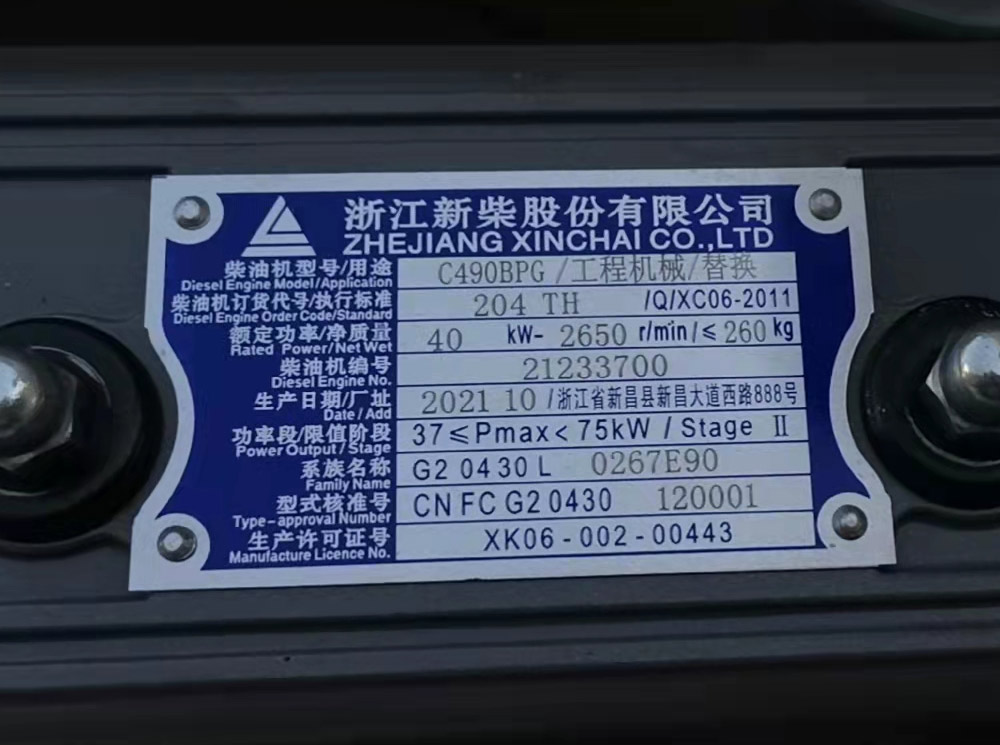 浙江新柴股份有限公司
ZHEJIANG XINCHAI CO.,LTD
柴油机型号/用途 C490BPG /工程机械/替换
Diesel Engine Model/Application
柴油机订货代号/执行标准 204 TH /Q/XC06-2011
Diesel Engine Order Code/Standard
额定功率/净质量 40 kW- 2650 r/min/≤260kg
Rated Power/Net Wet
柴油机编号 21233700
Diesel Engine No.
生产日期/厂址 2021 10 /浙江省新昌县新昌大道西路888号
Date/Add
功率段/限值阶段 37≤Pmax<75kW / Stage Ⅱ
Power Output/Stage
系族名称 G2 0430 L 0267E90
Family Name
型式核准号 CN FC G2 0430 120001
Type-approval Number
生产许可证号 XK06-002-00443
Manufacture Licence No.